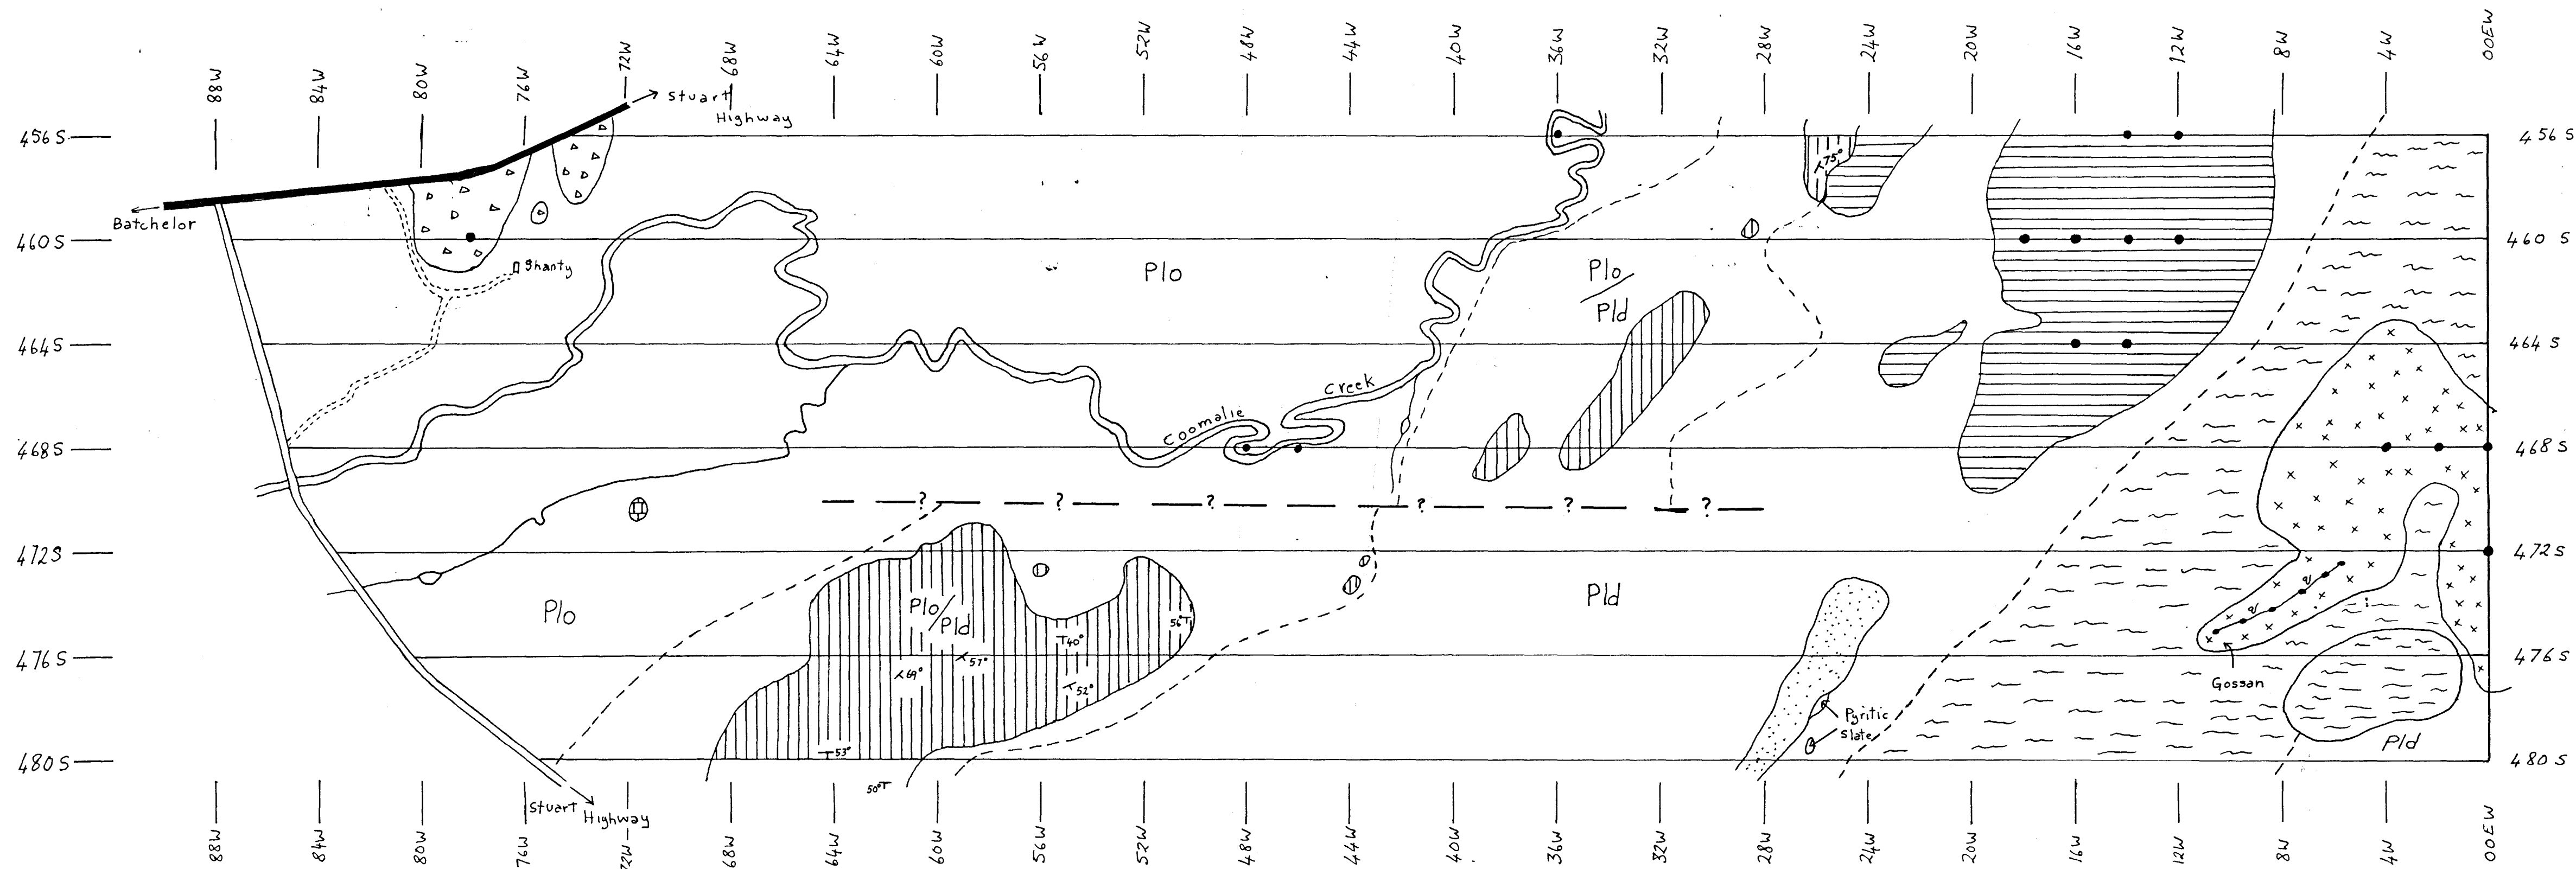 88W 84W 80W 76W 72W 68W 64W 60W 56W 52W 48W 44W 40W 36W 32W 28W 24W 20W 16W 12W 8W 4W 00EW
Stuart
Highway
456S 456S
75°
Batchelor
460S 460S
Shanty
Plo
Plo/
Pld
464S 464S
Creek
Coomalie
468S 468S
? ? ? ? ? ?
472S 472S
q
Plo
Plo/
Pld
Pld
q
56°
40°
476S 476S
57°
69°
52°
Gossan
Pyritic
Slate
53°
Pld
480S 480S
50°
Stuart
Highway
88W 84W 80W 76W 72W 68W 64W 60W 56W 52W 48W 44W 40W 36W 32W 28W 24W 20W 16W 12W 8W 4W 00EW